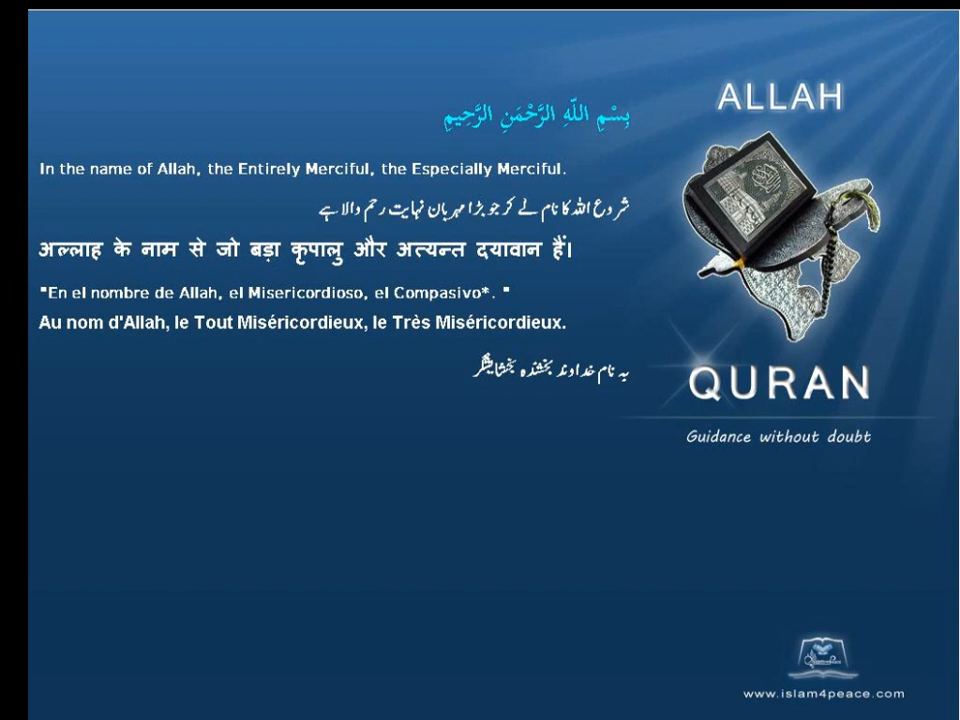 بِسْمِ اللَّهِ الرَّحْمَنِ الرَّحِيمِ
In the name of Allah, the Entirely Merciful, the Especially Merciful.
شروع اللہ کا نام لے کر جو بڑا مہربان نہایت رحم والا ہے
अल्लाह के नाम से जो बड़ा कृपालु और अत्यन्त दयावान हैं।
"En el nombre de Allah, el Misericordioso, el Compasivo*. "
Au nom d'Allah, le Tout Miséricordieux, le Très Miséricordieux.
به نام خداوند بخشنده بخشایشگر
ALLAH
QURAN
Guidance without doubt
www.islam4peace.com